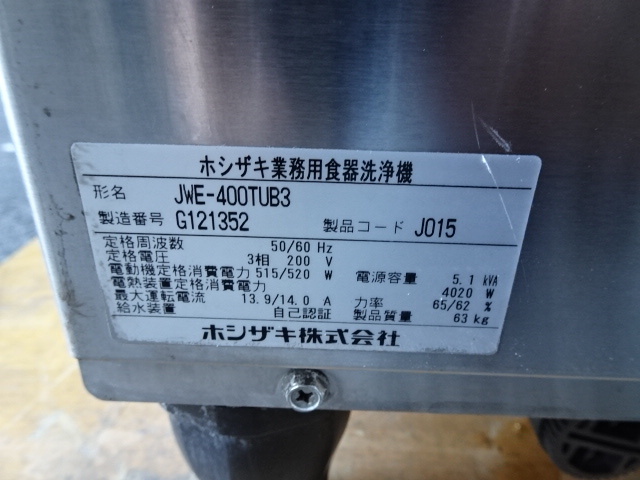 ホシザキ業務用食器洗浄機
形名 JWE-400TUB3
製造番号 G121352 製品コード J015
定格周波数 50/60 Hz
定格電圧 3相 200 V
電動機定格消費電力 515/520 W 電源容量 5.1 kVA
電熱装置定格消費電力 4020 W
最大運転電流 13.9/14.0 A 力率 65/62 %
給水装置 自己認証 製品質量 63 kg
ホシザキ株式会社